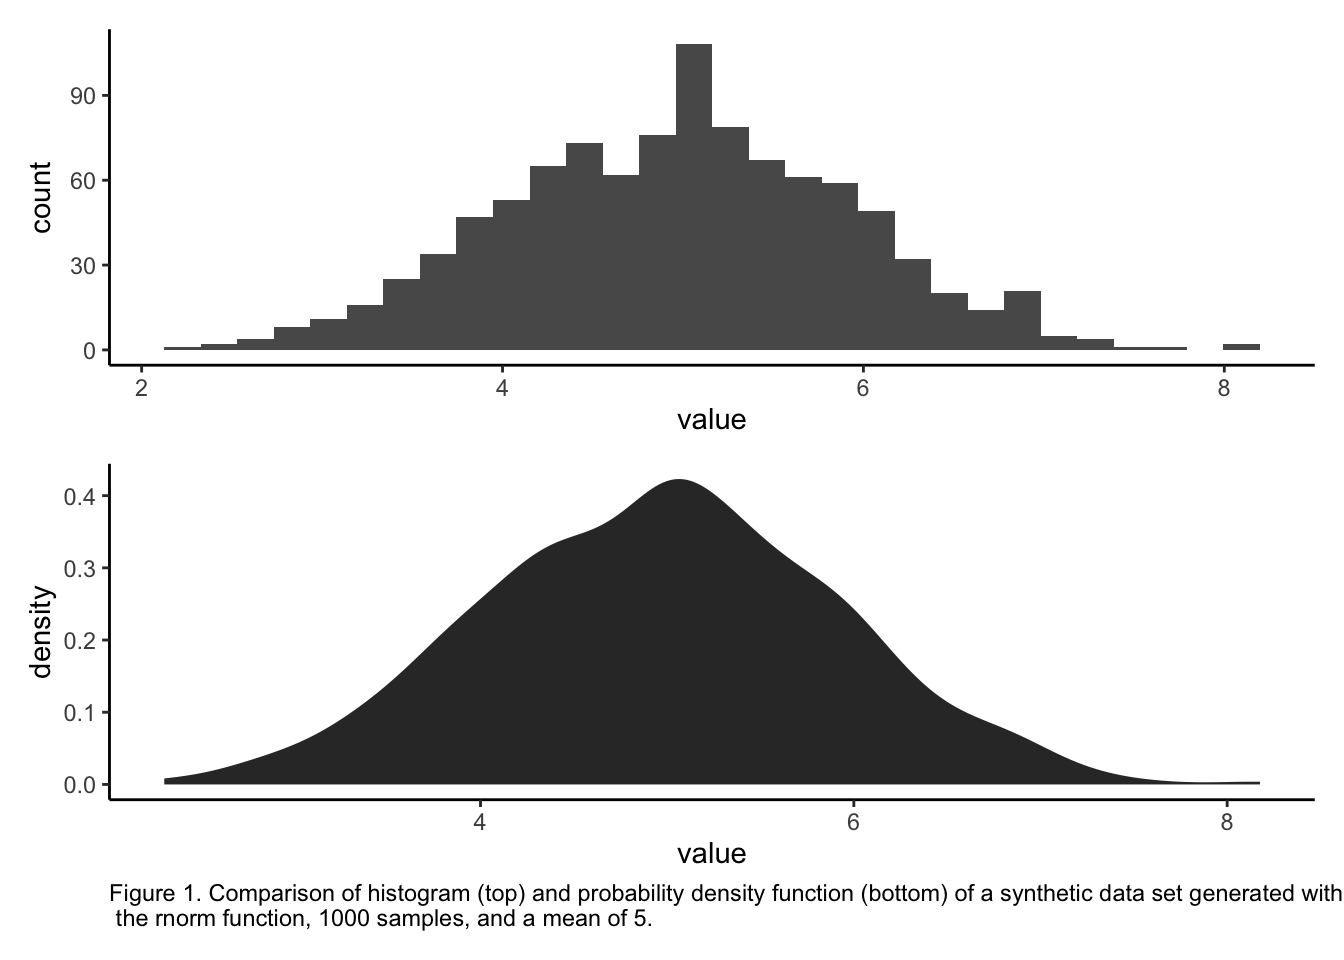 90
60
30
0
count
2 4 6 8
value
0.4
0.3
0.2
0.1
0.0
density
4 6 8
value
Figure 1. Comparison of histogram (top) and probability density function (bottom) of a synthetic data set generated with
the rnorm function, 1000 samples, and a mean of 5.